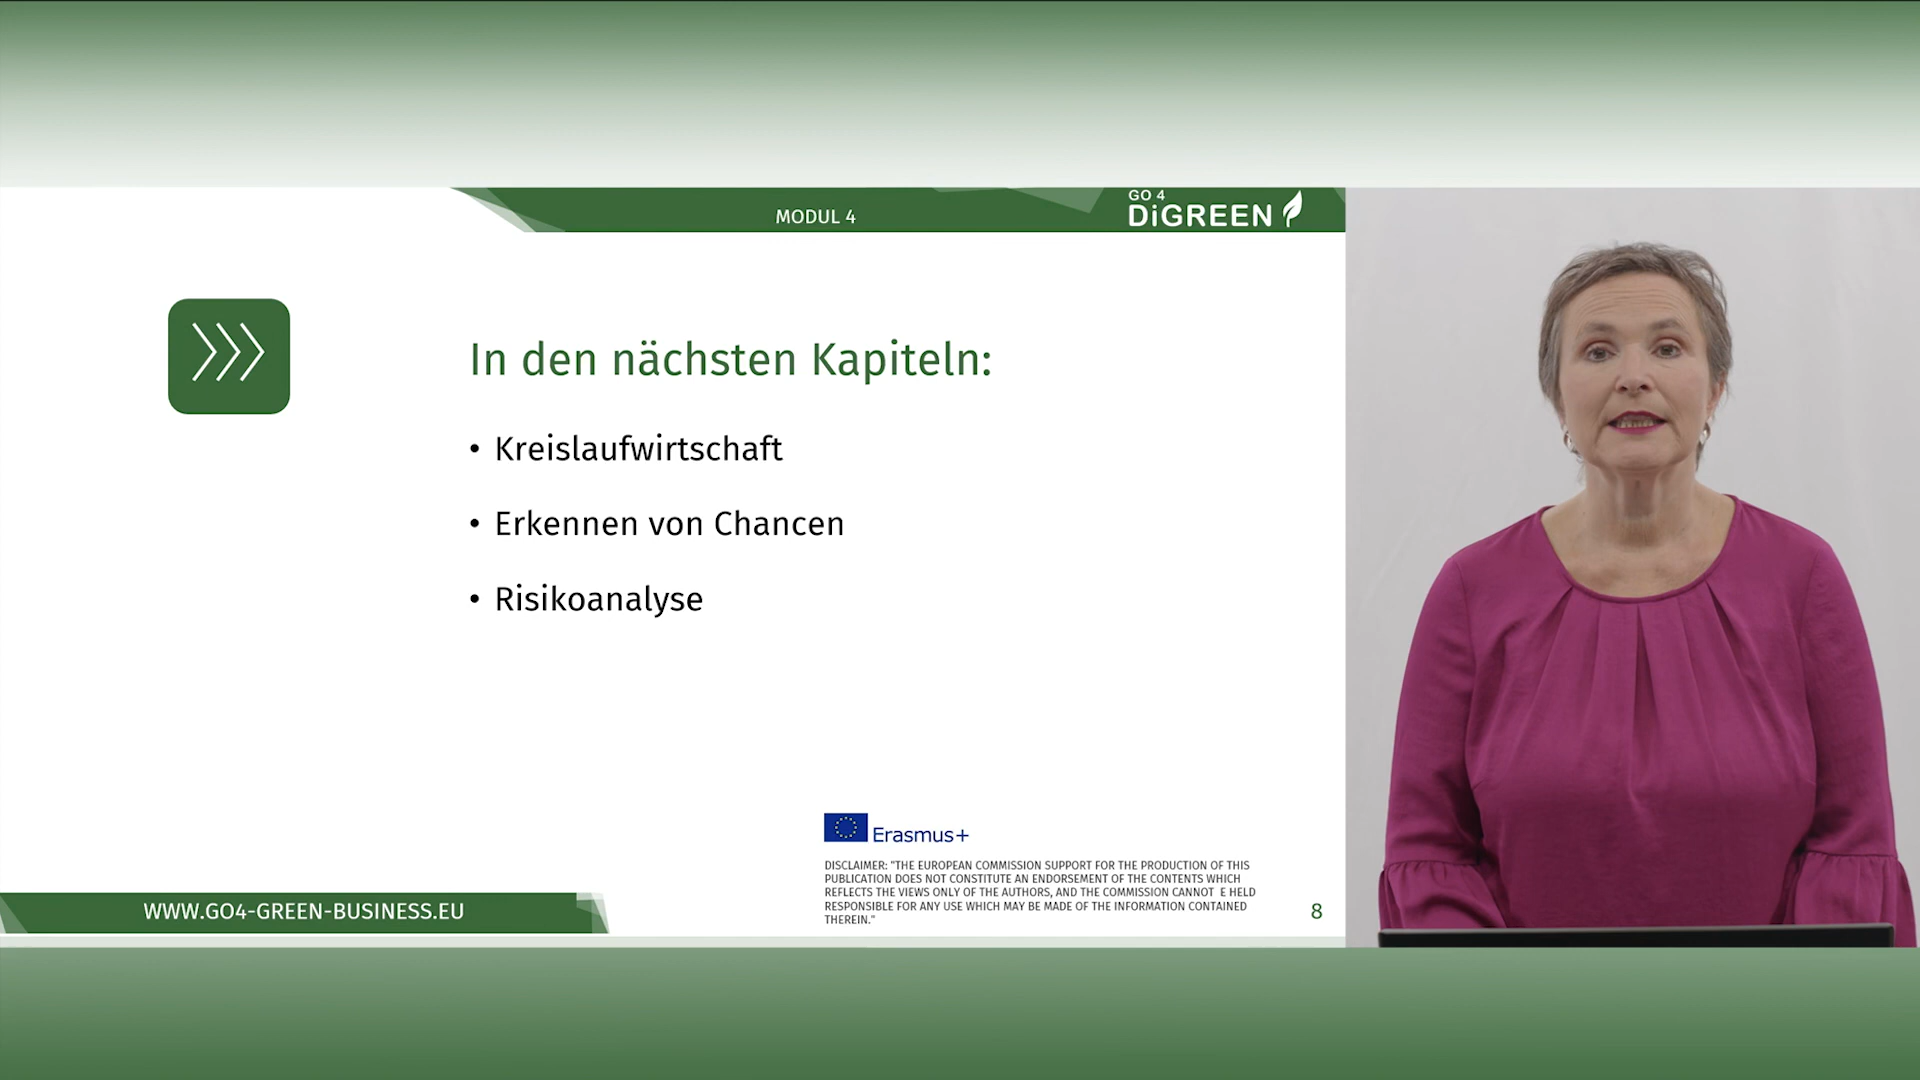 MODUL 4
GO 4
DiGREEN
In den nächsten Kapiteln:
• Kreislaufwirtschaft
• Erkennen von Chancen
• Risikoanalyse
Erasmus+
DISCLAIMER: "THE EUROPEAN COMMISSION SUPPORT FOR THE PRODUCTION OF THIS
PUBLICATION DOES NOT CONSTITUTE AN ENDORSEMENT OF THE CONTENTS WHICH
REFLECTS THE VIEWS ONLY OF THE AUTHORS, AND THE COMMISSION CANNOT E HELD
RESPONSIBLE FOR ANY USE WHICH MAY BE MADE OF THE INFORMATION CONTAINED
THEREIN."
WWW.GO4-GREEN-BUSINESS.EU
8